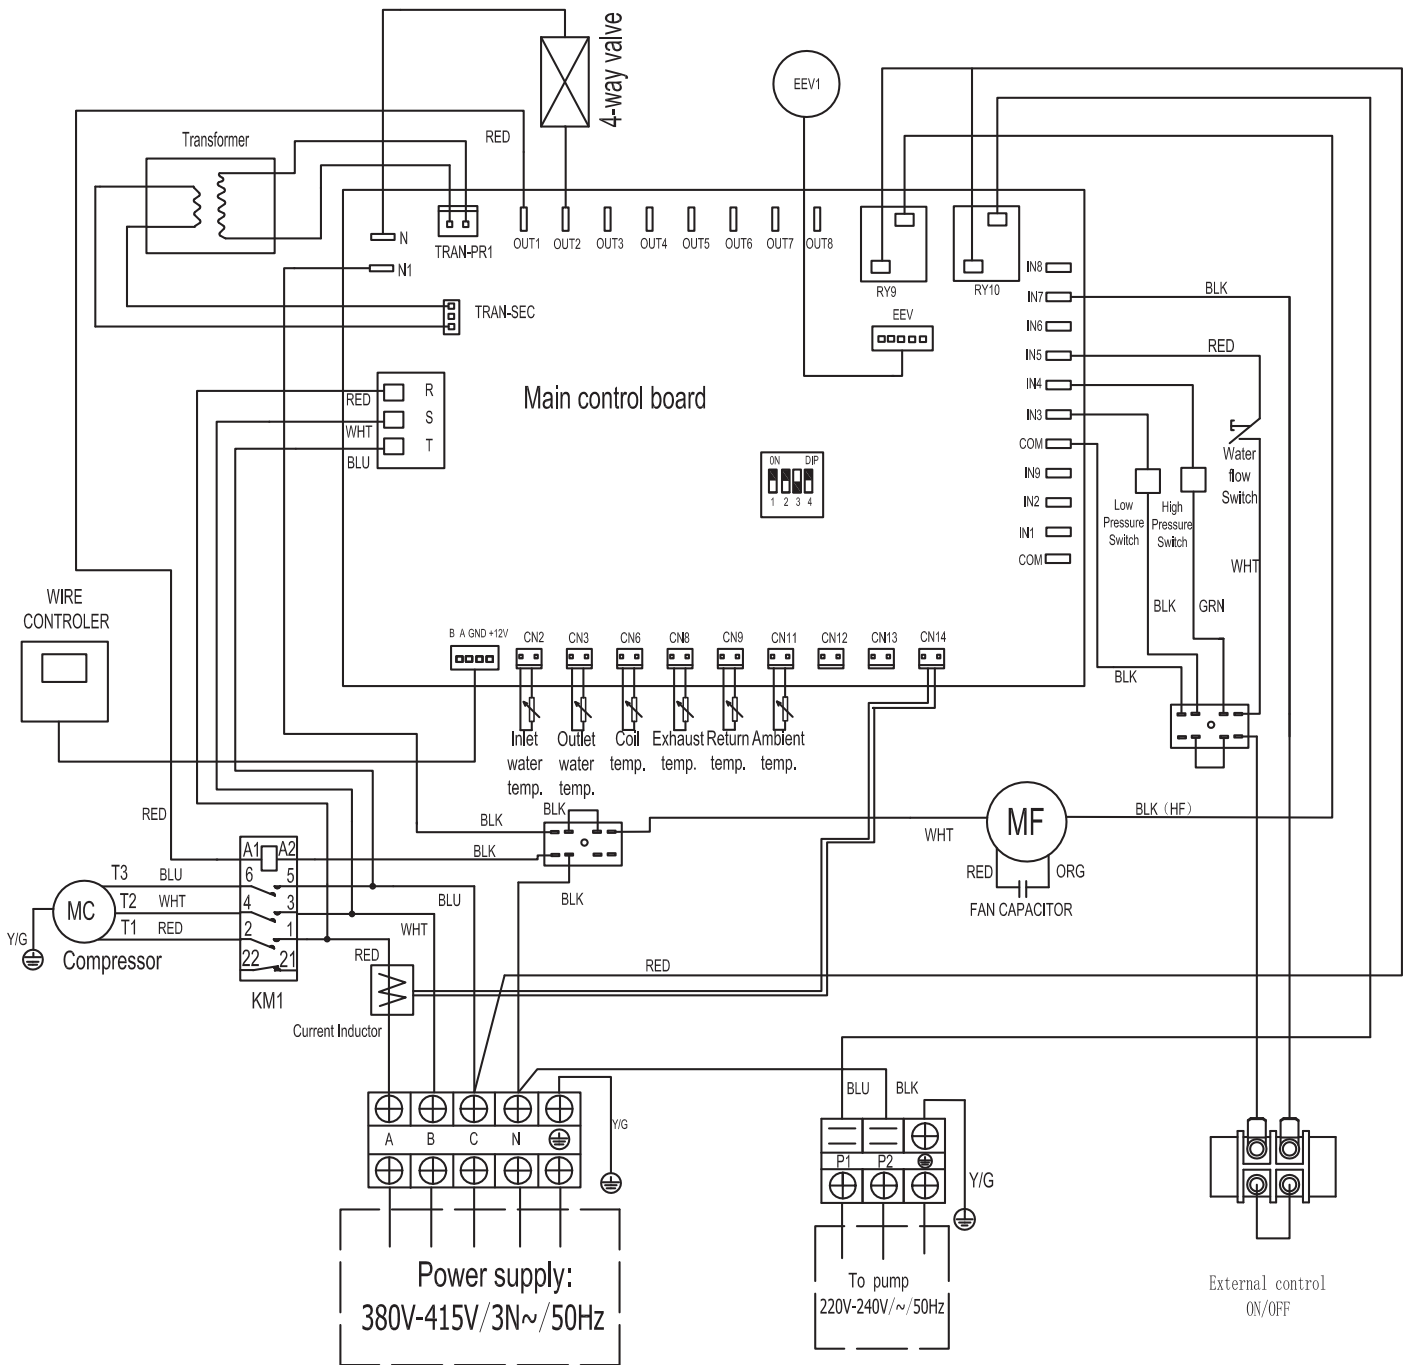 4-way valve
EEV1
RED
Transformer
N
TRAN-PR1
OUT1 OUT2 OUT3 OUT4 OUT5 OUT6 OUT7 OUT8
N1
RY9
RY10
TRAN-SEC
EEV
IN8
IN7
BLK
IN6
IN5
RED
IN4
IN3
COM
IN9
IN2
IN1
COM
RED
R
WHT
S
BLU
T
Main control board
ON DIP
1 2 3 4
Water
flow
Switch
Low
Pressure
Switch
High
Pressure
Switch
WHT
BLK
GRN
BLK
WIRE
CONTROLER
B A GND +12V
CN2 CN3 CN6 CN8 CN9 CN11 CN12 CN13 CN14
Inlet
water
temp.
Outlet
water
temp.
Coil
temp.
Exhaust
temp.
Return
temp.
Ambient
temp.
RED
BLK
BLK
BLK
BLK
WHT
MF
BLK (HF)
RED
ORG
FAN CAPACITOR
A1 A2
6 5
4 3
2 1
22 21
KM1
T3 BLU
T2 WHT
T1 RED
MC
Y/G
Compressor
BLU
WHT
RED
Current Inductor
RED
A B C N
Y/G
Power supply:
380V-415V/3N~/50Hz
BLU
BLK
P1 P2
Y/G
To pump
220V-240V/~/50Hz
External control
ON/OFF